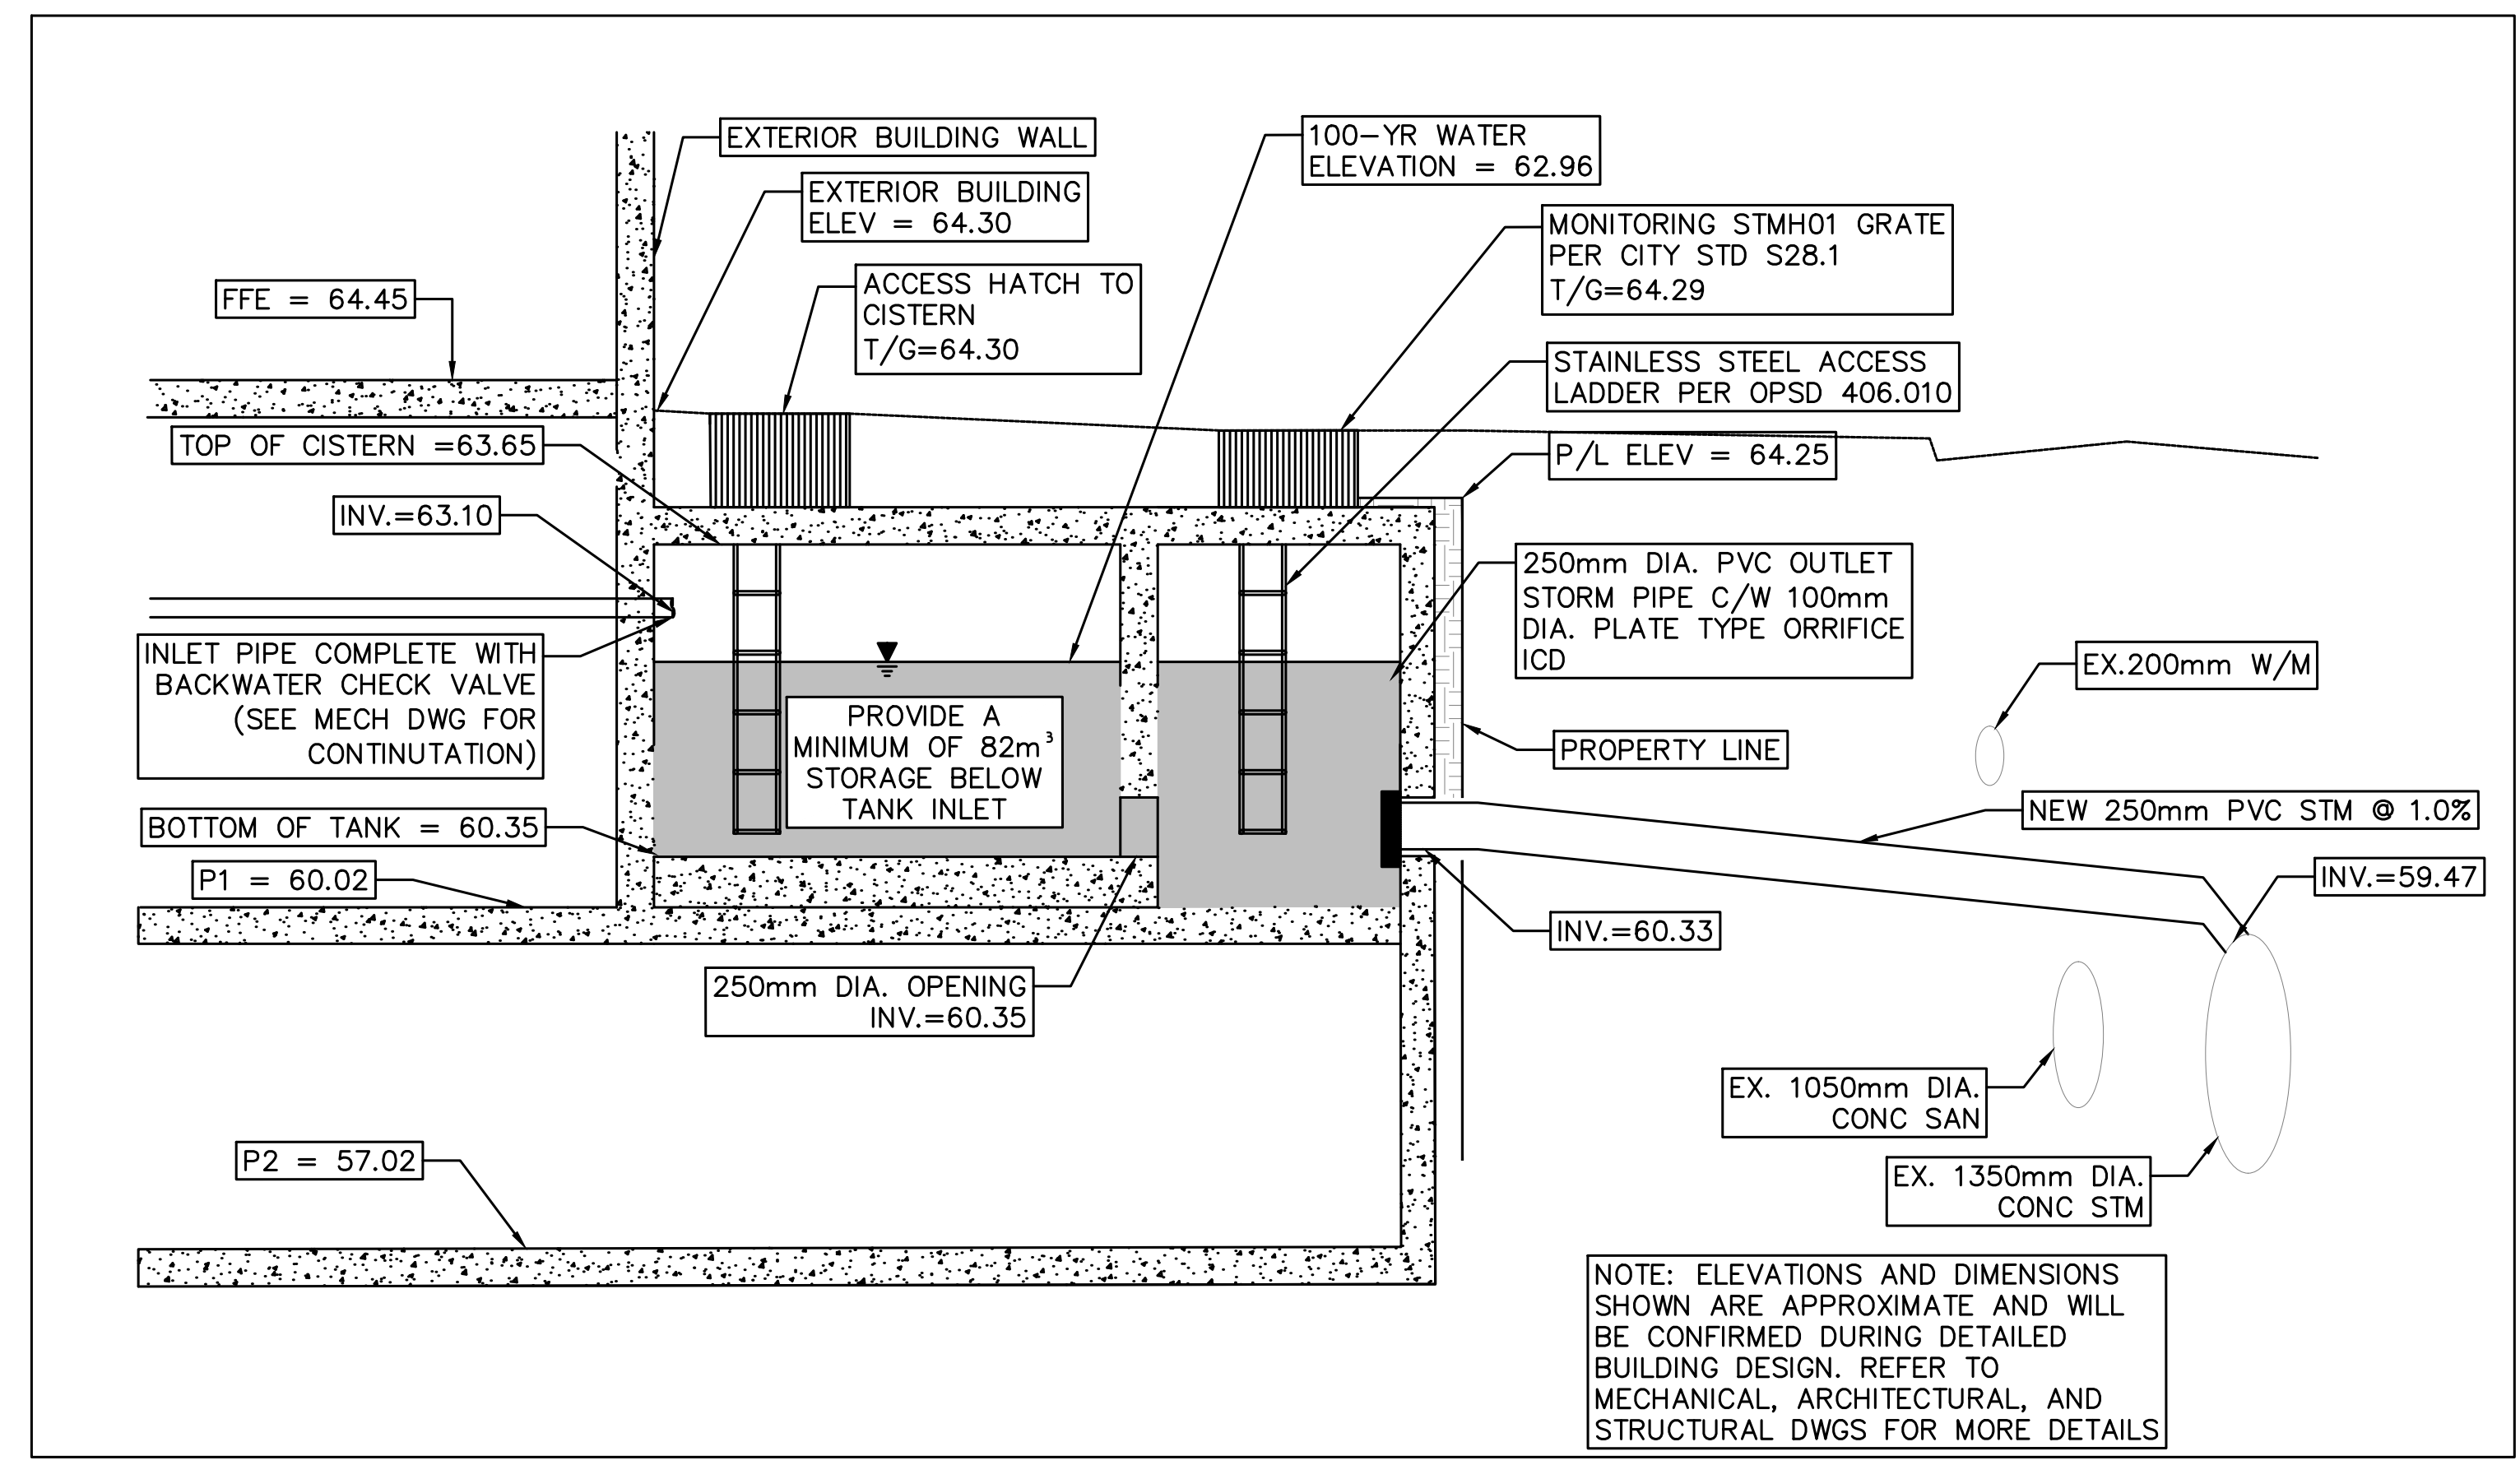 EXTERIOR BUILDING WALL
EXTERIOR BUILDING
ELEV = 64.30
ACCESS HATCH TO
CISTERN
T/G=64.30
100-YR WATER
ELEVATION = 62.96
MONITORING STMH01 GRATE
PER CITY STD S28.1
T/G=64.29
STAINLESS STEEL ACCESS
LADDER PER OPSD 406.010
P/L ELEV = 64.25
FFE = 64.45
TOP OF CISTERN =63.65
INV.=63.10
INLET PIPE COMPLETE WITH
BACKWATER CHECK VALVE
(SEE MECH DWG FOR
CONTINUTATION)
BOTTOM OF TANK = 60.35
P1 = 60.02
PROVIDE A
MINIMUM OF 82m³
STORAGE BELOW
TANK INLET
250mm DIA. PVC OUTLET
STORM PIPE C/W 100mm
DIA. PLATE TYPE ORRIFICE
ICD
EX.200mm W/M
PROPERTY LINE
NEW 250mm PVC STM @ 1.0%
INV.=59.47
INV.=60.33
250mm DIA. OPENING
INV.=60.35
EX. 1050mm DIA.
CONC SAN
EX. 1350mm DIA.
CONC STM
P2 = 57.02
NOTE: ELEVATIONS AND DIMENSIONS
SHOWN ARE APPROXIMATE AND WILL
BE CONFIRMED DURING DETAILED
BUILDING DESIGN. REFER TO
MECHANICAL, ARCHITECTURAL, AND
STRUCTURAL DWGS FOR MORE DETAILS